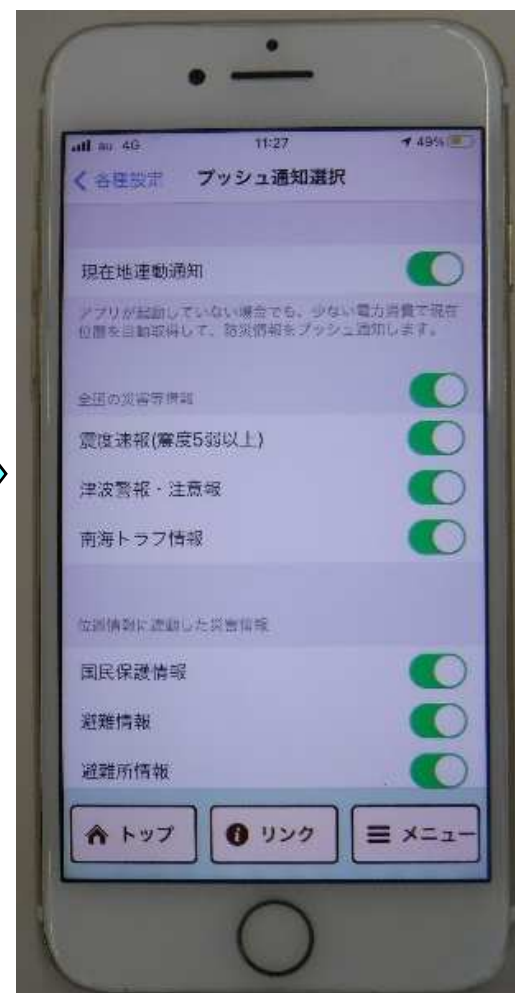 au 4G 11:27 49%
各種設定 プッシュ通知選択
現在地連動通知
アプリが起動していない場合でも、少ない電力消費で現在
位置を自動取得して、防災情報をプッシュ通知します。
全国の災害等情報
震度速報(震度5弱以上)
津波警報・注意報
南海トラフ情報
位置情報に連動した災害情報
国民保護情報
避難情報
避難所情報
トップ リンク メニュー